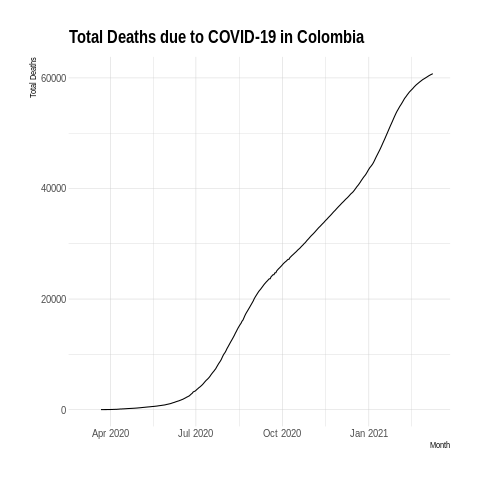 Total Deaths due to COVID-19 in Colombia
Total Deaths
60000
40000
20000
0
Apr 2020
Jul 2020
Oct 2020
Jan 2021
Month